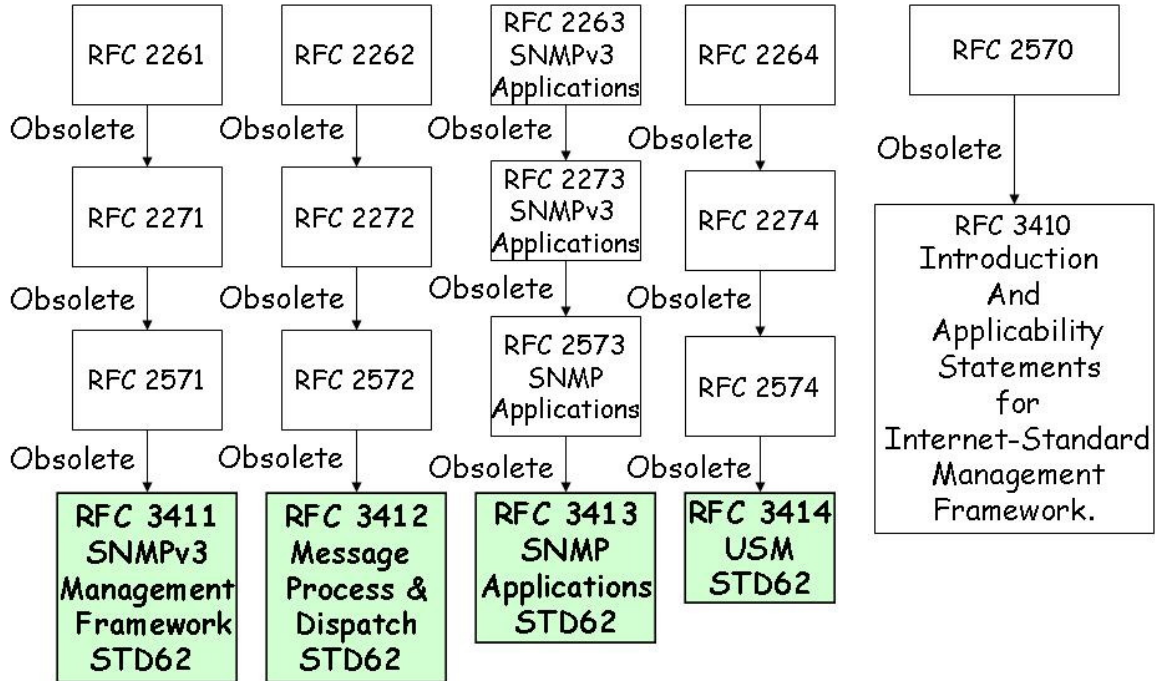 RFC 2261
Obsolete
RFC 2271
Obsolete
RFC 2571
Obsolete
RFC 3411
SNMPv3
Management
Framework
STD62
RFC 2262
Obsolete
RFC 2272
Obsolete
RFC 2572
Obsolete
RFC 3412
Message
Process &
Dispatch
STD62
RFC 2263
SNMPv3
Applications
Obsolete
RFC 2273
SNMPv3
Applications
Obsolete
RFC 2573
SNMP
Applications
Obsolete
RFC 3413
SNMP
Applications
STD62
RFC 2264
Obsolete
RFC 2274
Obsolete
RFC 2574
Obsolete
RFC 3414
USM
STD62
RFC 2570
Obsolete
RFC 3410
Introduction
And
Applicability
Statements
for
Internet-Standard
Management
Framework.